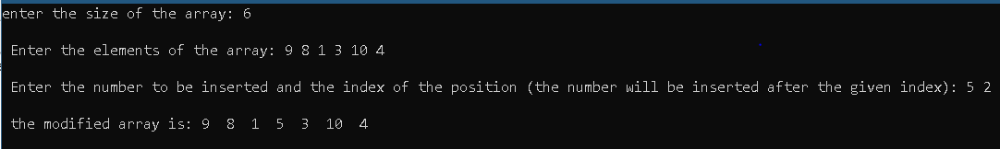 enter the size of the array: 6
Enter the elements of the array: 9 8 1 3 10 4
Enter the number to be inserted and the index of the position (the number will be inserted after the given index): 5 2
the modified array is: 9  8  1  5  3  10  4